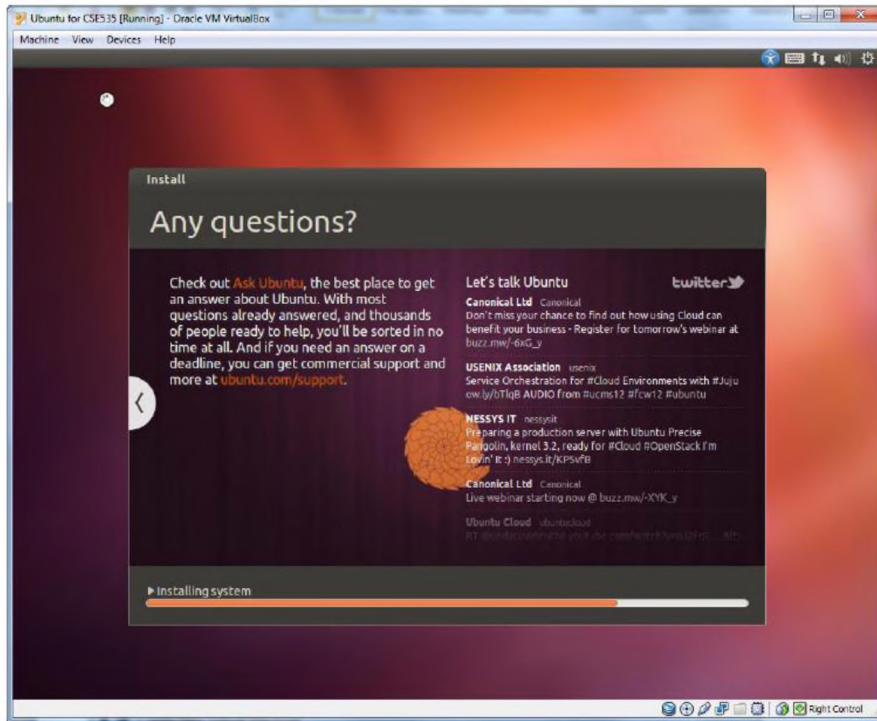 Ubuntu for CSE535 [Running] - Oracle VM VirtualBox
Machine View Devices Help
Install
Any questions?
Check out Ask Ubuntu, the best place to get
an answer about Ubuntu. With most
questions already answered, and thousands
of people ready to help, you'll be sorted in no
time at all. And if you need an answer on a
deadline, you can get commercial support and
more at ubuntu.com/support.
Let's talk Ubuntu
twitter
Canonical Ltd Canonical
Don't miss your chance to find out how using Cloud can
benefit your business - Register for tomorrow's webinar at
buzz.mw/-6xG_y
USENIX Association usenix
Service Orchestration for #Cloud Environments with #Juju
ow.ly/bTlqB AUDIO from #ucms12 #fcw12 #ubuntu
NESSYS IT nessysit
Preparing a production server with Ubuntu Precise
Pangolin, kernel 3.2, ready for #Cloud #OpenStack I'm
Lovin' It :) nessys.it/KP5vfB
Canonical Ltd Canonical
Live webinar starting now @ buzz.mw/-XYK_y
Ubuntu Cloud ubuntucloud
RT
Installing system
Right Control